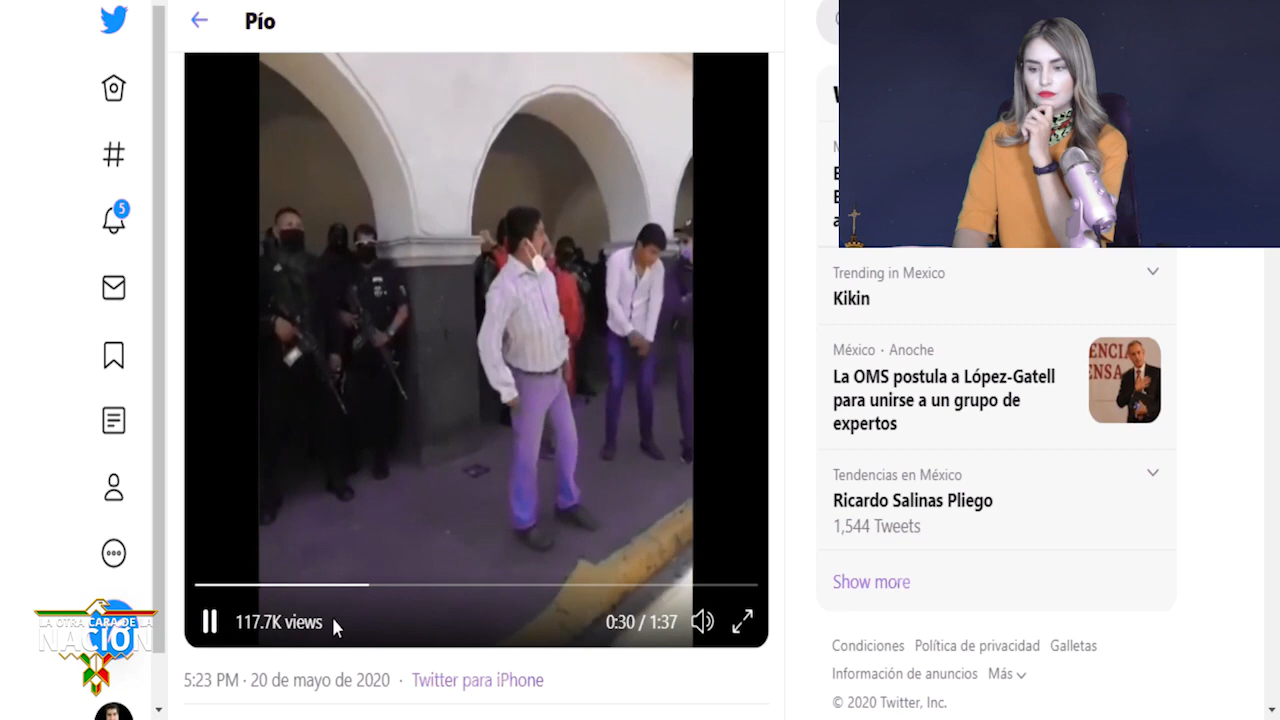 Pío
5
117.7K views
0:30 / 1:37
5:23 PM · 20 de mayo de 2020 · Twitter para iPhone
LA OTRA CARA DE LA
NACIÓN
ENCI
ENSA
Trending in Mexico
Kikin
México · Anoche
La OMS postula a López-Gatell
para unirse a un grupo de
expertos
Tendencias en México
Ricardo Salinas Pliego
1,544 Tweets
Show more
Condiciones Política de privacidad Galletas
Información de anuncios Más
© 2020 Twitter, Inc.